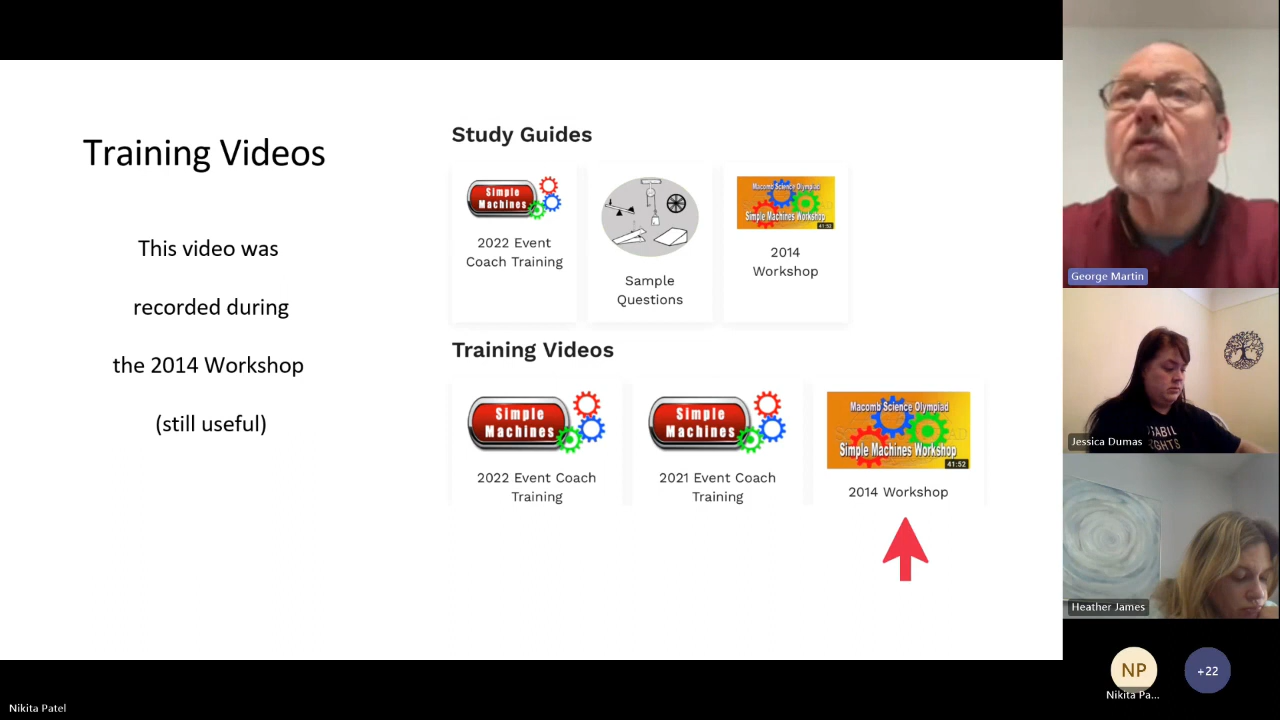 Training Videos
This video was
recorded during
the 2014 Workshop
(still useful)
Study Guides
Simple
Machines
2022 Event
Coach Training
Sample
Questions
Macomb Science Olympiad
Simple Machines Workshop
41:52
2014
Workshop
Training Videos
Simple
Machines
2022 Event Coach
Training
Simple
Machines
2021 Event Coach
Training
Macomb Science Olympiad
Simple Machines Workshop
41:52
2014 Workshop
George Martin
Jessica Dumas
Heather James
NP
Nikita Pa...
+22
Nikita Patel